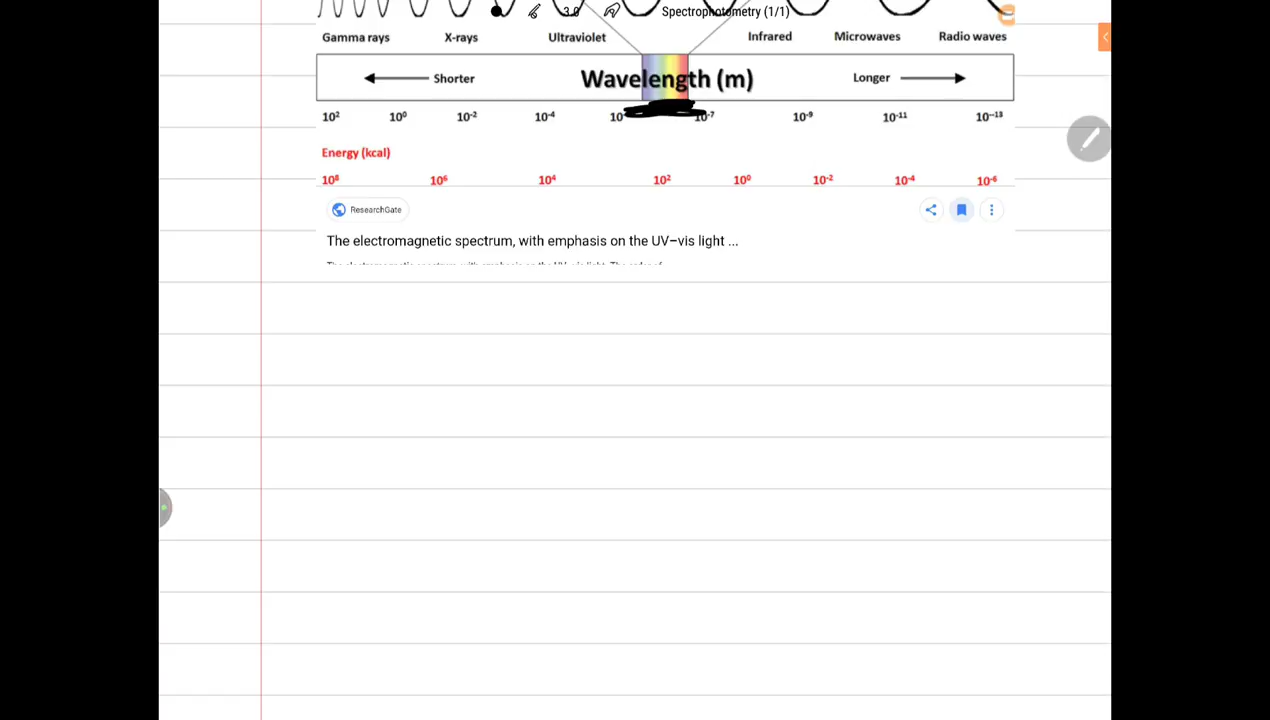 3.0 Spectrophotometry (1/1)
Gamma rays X-rays Ultraviolet Infrared Microwaves Radio waves
Shorter Wavelength (m) Longer
10² 10⁰ 10⁻² 10⁻⁴ 10⁻⁷ 10⁻⁹ 10⁻¹¹ 10⁻¹³
Energy (kcal)
10⁸ 10⁶ 10⁴ 10² 10⁰ 10⁻² 10⁻⁴ 10⁻⁶
ResearchGate
The electromagnetic spectrum, with emphasis on the UV–vis light ...